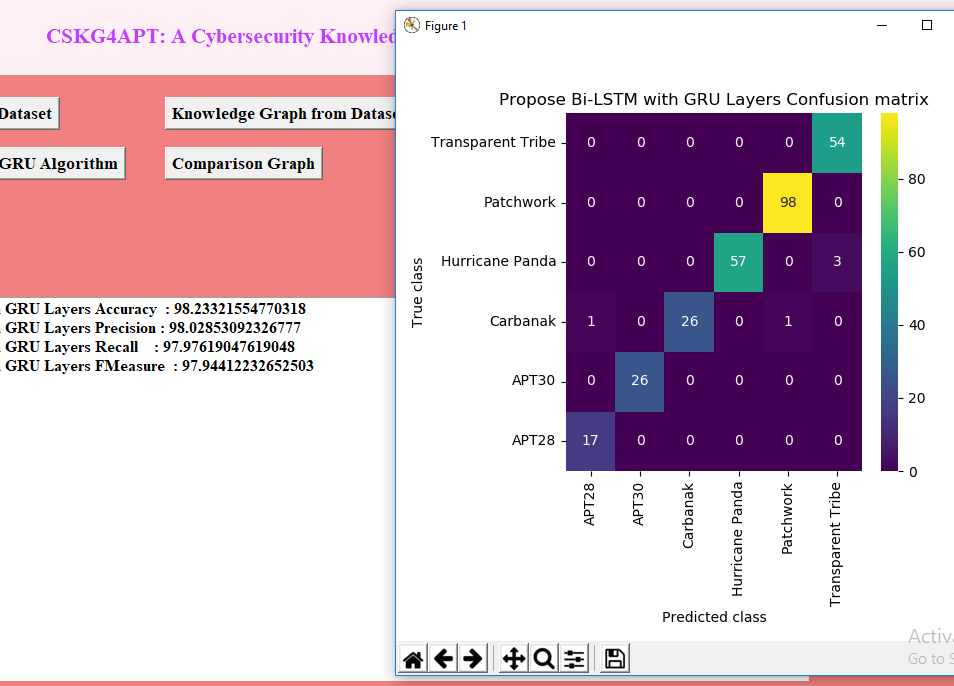 CSKG4APT: A Cybersecurity
Dataset
Knowledge Graph from
GRU Algorithm
Comparison Graph
GRU Layers Accuracy : 98.23321554770318
GRU Layers Precision : 98.02853092326777
GRU Layers Recall : 97.97619047619048
GRU Layers FMeasure : 97.94412232652503
Figure 1
Propose Bi-LSTM with GRU Layers Confusion matrix
True class
Transparent Tribe 0 0 0 0 0 54
Patchwork 0 0 0 0 98 0
Hurricane Panda 0 0 0 57 0 3
Carbanak 1 0 26 0 1 0
APT30 0 26 0 0 0 0
APT28 17 0 0 0 0 0
APT28
APT30
Carbanak
Hurricane Panda
Patchwork
Transparent Tribe
Predicted class
80
60
40
20
0
Go to